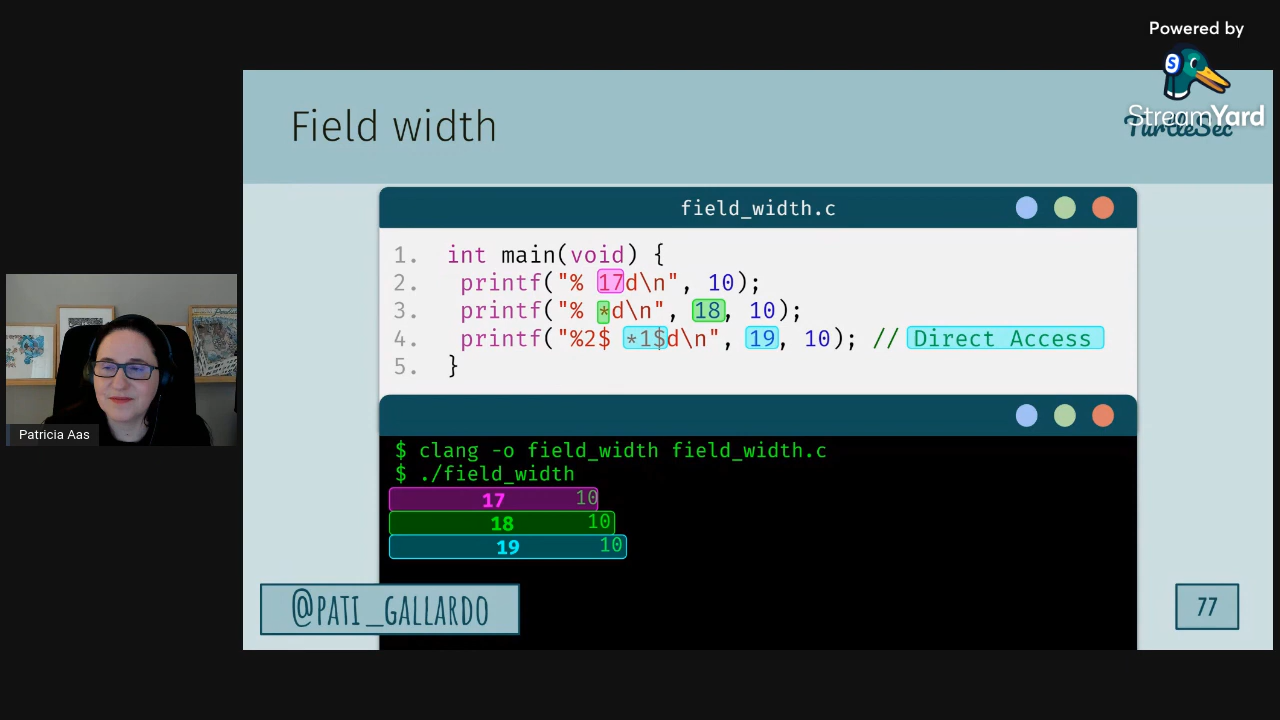 Powered by
StreamYard
TurtleSec
Field width
field_width.c
1. int main(void) {
2. printf("% 17d\n", 10);
3. printf("% *d\n", 18, 10);
4. printf("%2$ *1$d\n", 19, 10); // Direct Access
5. }
$ clang -o field_width field_width.c
$ ./field_width
17 10
18 10
19 10
Patricia Aas
@PATI_GALLARDO
77